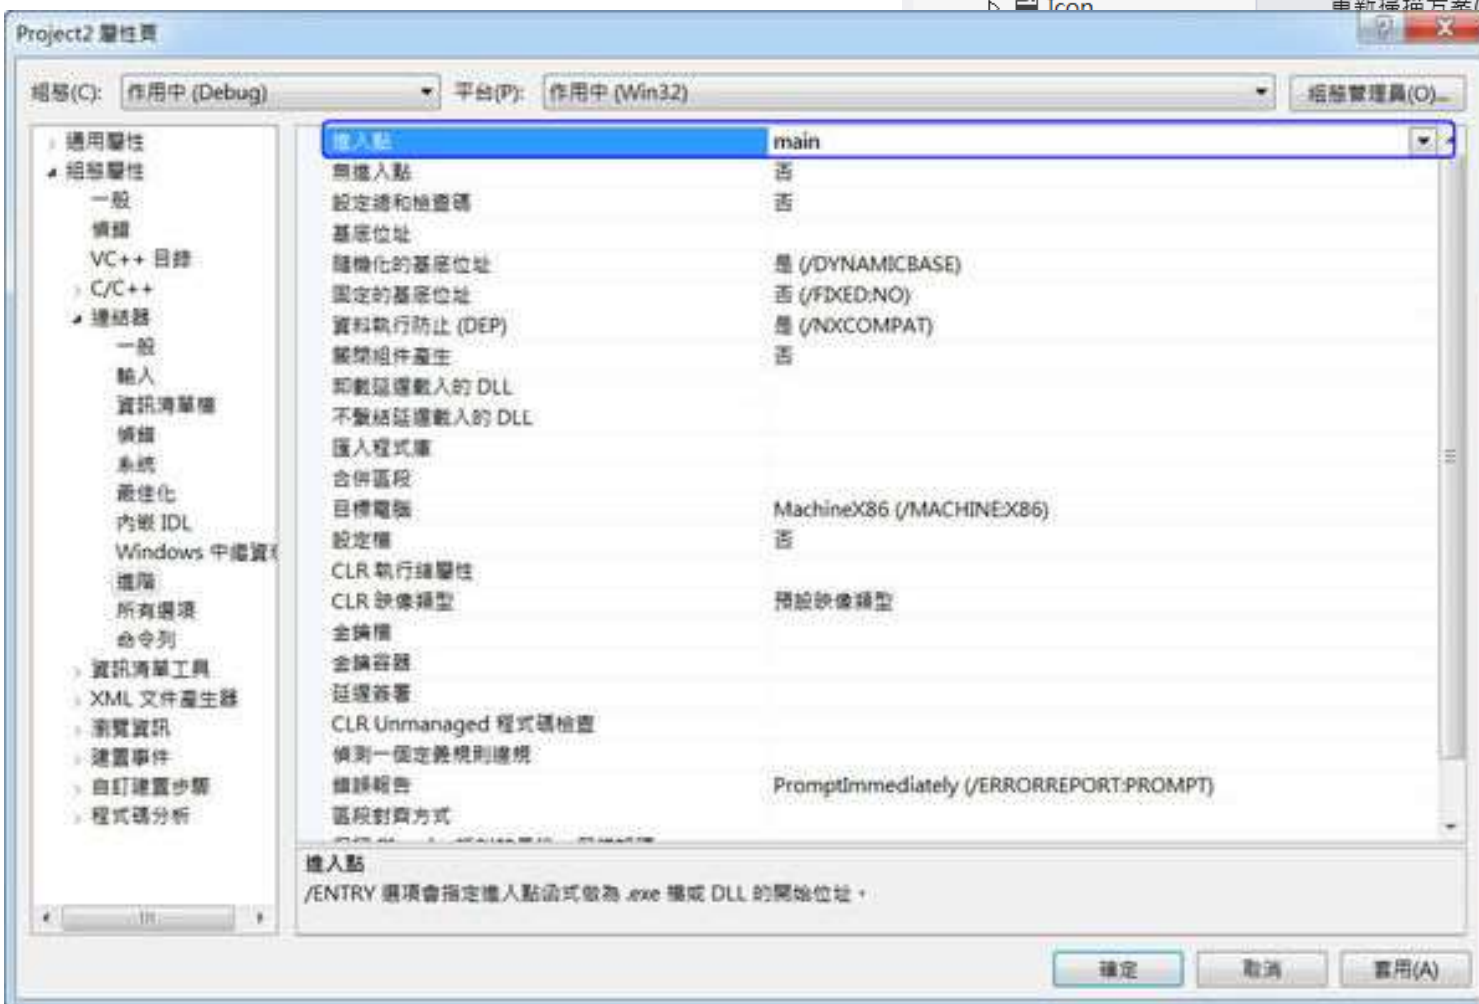 Icon
Project2 屬性頁
組態(C):
作用中 (Debug)
平台(P):
作用中 (Win32)
組態管理員(O)...
通用屬性
組態屬性
一般
偵錯
VC++ 目錄
C/C++
連結器
一般
輸入
資訊清單檔
偵錯
系統
最佳化
內嵌 IDL
Windows 中繼資
進階
所有選項
命令列
資訊清單工具
XML 文件產生器
瀏覽資訊
建置事件
自訂建置步驟
程式碼分析
進入點 main
無進入點 否
設定總和檢查碼 否
基底位址
隨機化的基底位址 是 (/DYNAMICBASE)
固定的基底位址 否 (/FIXED:NO)
資料執行防止 (DEP) 是 (/NXCOMPAT)
關閉組件產生 否
卸載延遲載入的 DLL
不繫結延遲載入的 DLL
匯入程式庫
合併區段
目標電腦 MachineX86 (/MACHINE:X86)
設定檔 否
CLR 執行緒屬性
CLR 映像類型 預設映像類型
金鑰檔
金鑰容器
延遲簽署
CLR Unmanaged 程式碼檢查
偵測一個定義規則違規
錯誤報告 PromptImmediately (/ERRORREPORT:PROMPT)
區段對齊方式
進入點
/ENTRY 選項會指定進入點函式做為 .exe 檔或 DLL 的開始位址。
確定
取消
套用(A)